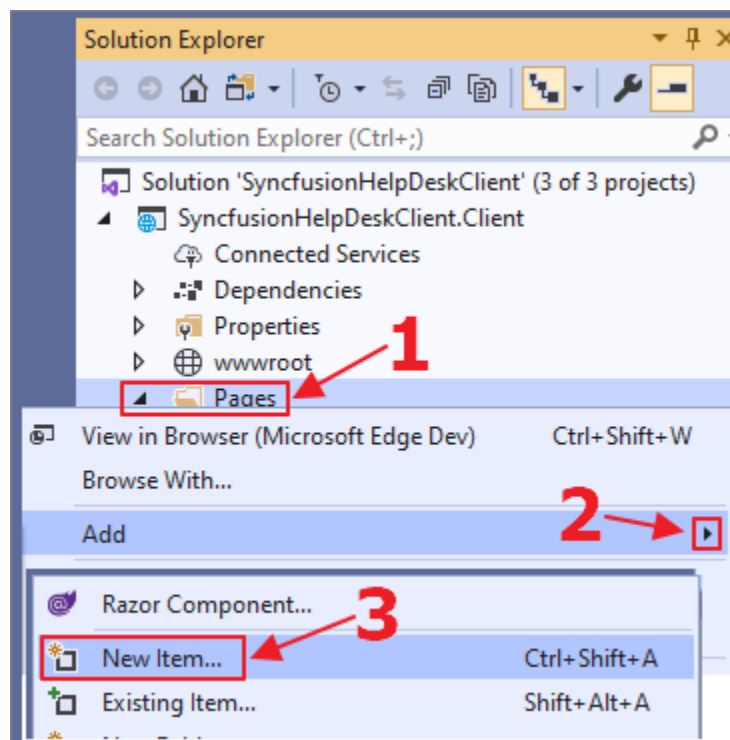 Solution Explorer
Search Solution Explorer (Ctrl+;)
Solution 'SyncfusionHelpDeskClient' (3 of 3 projects)
SyncfusionHelpDeskClient.Client
Connected Services
Dependencies
Properties
1
wwwroot
Pages
View in Browser (Microsoft Edge Dev) Ctrl+Shift+W
Browse With...
2
Add
Razor Component...
3
New Item... Ctrl+Shift+A
Existing Item... Shift+Alt+A